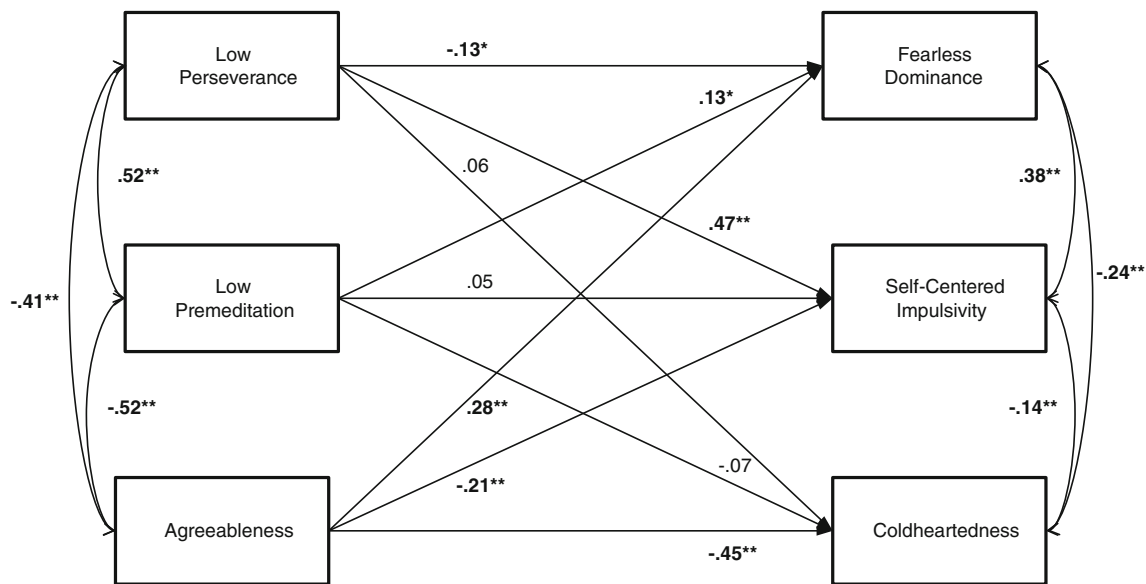 Low
Perseverance
-.13*
Fearless
Dominance
.13*
.06
.52**
.38**
.47**
Low
Premeditation
.05
Self-Centered
Impulsivity
-.41**
-.24**
-.52**
.28**
-.14**
-.07
-.21**
Agreeableness
Coldheartedness
-.45**